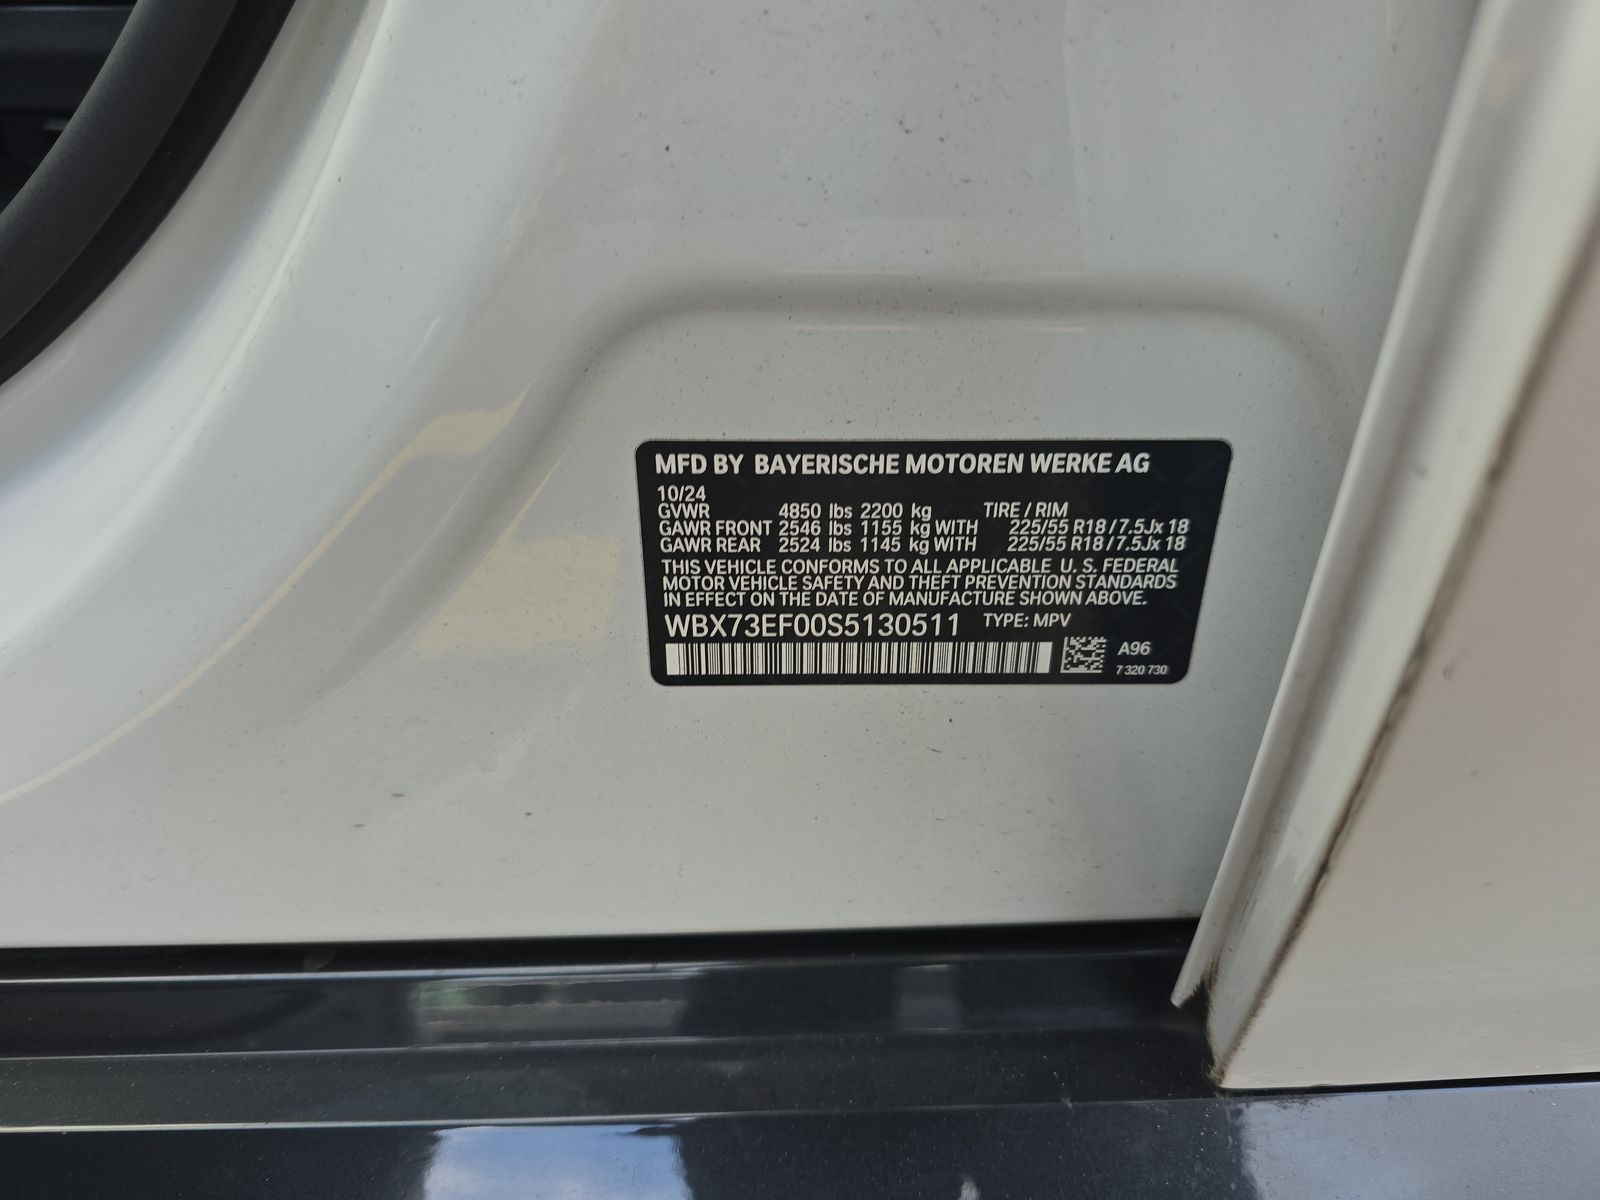 MFD BY BAYERISCHE MOTOREN WERKE AG
10/24
GVWR 4850 lbs 2200 kg TIRE / RIM
GAWR FRONT 2546 lbs 1155 kg WITH 225/55 R18 / 7.5Jx 18
GAWR REAR 2524 lbs 1145 kg WITH 225/55 R18 / 7.5Jx 18
THIS VEHICLE CONFORMS TO ALL APPLICABLE U. S. FEDERAL
MOTOR VEHICLE SAFETY AND THEFT PREVENTION STANDARDS
IN EFFECT ON THE DATE OF MANUFACTURE SHOWN ABOVE.
WBX73EF00S5130511 TYPE: MPV
A96
7 320 730